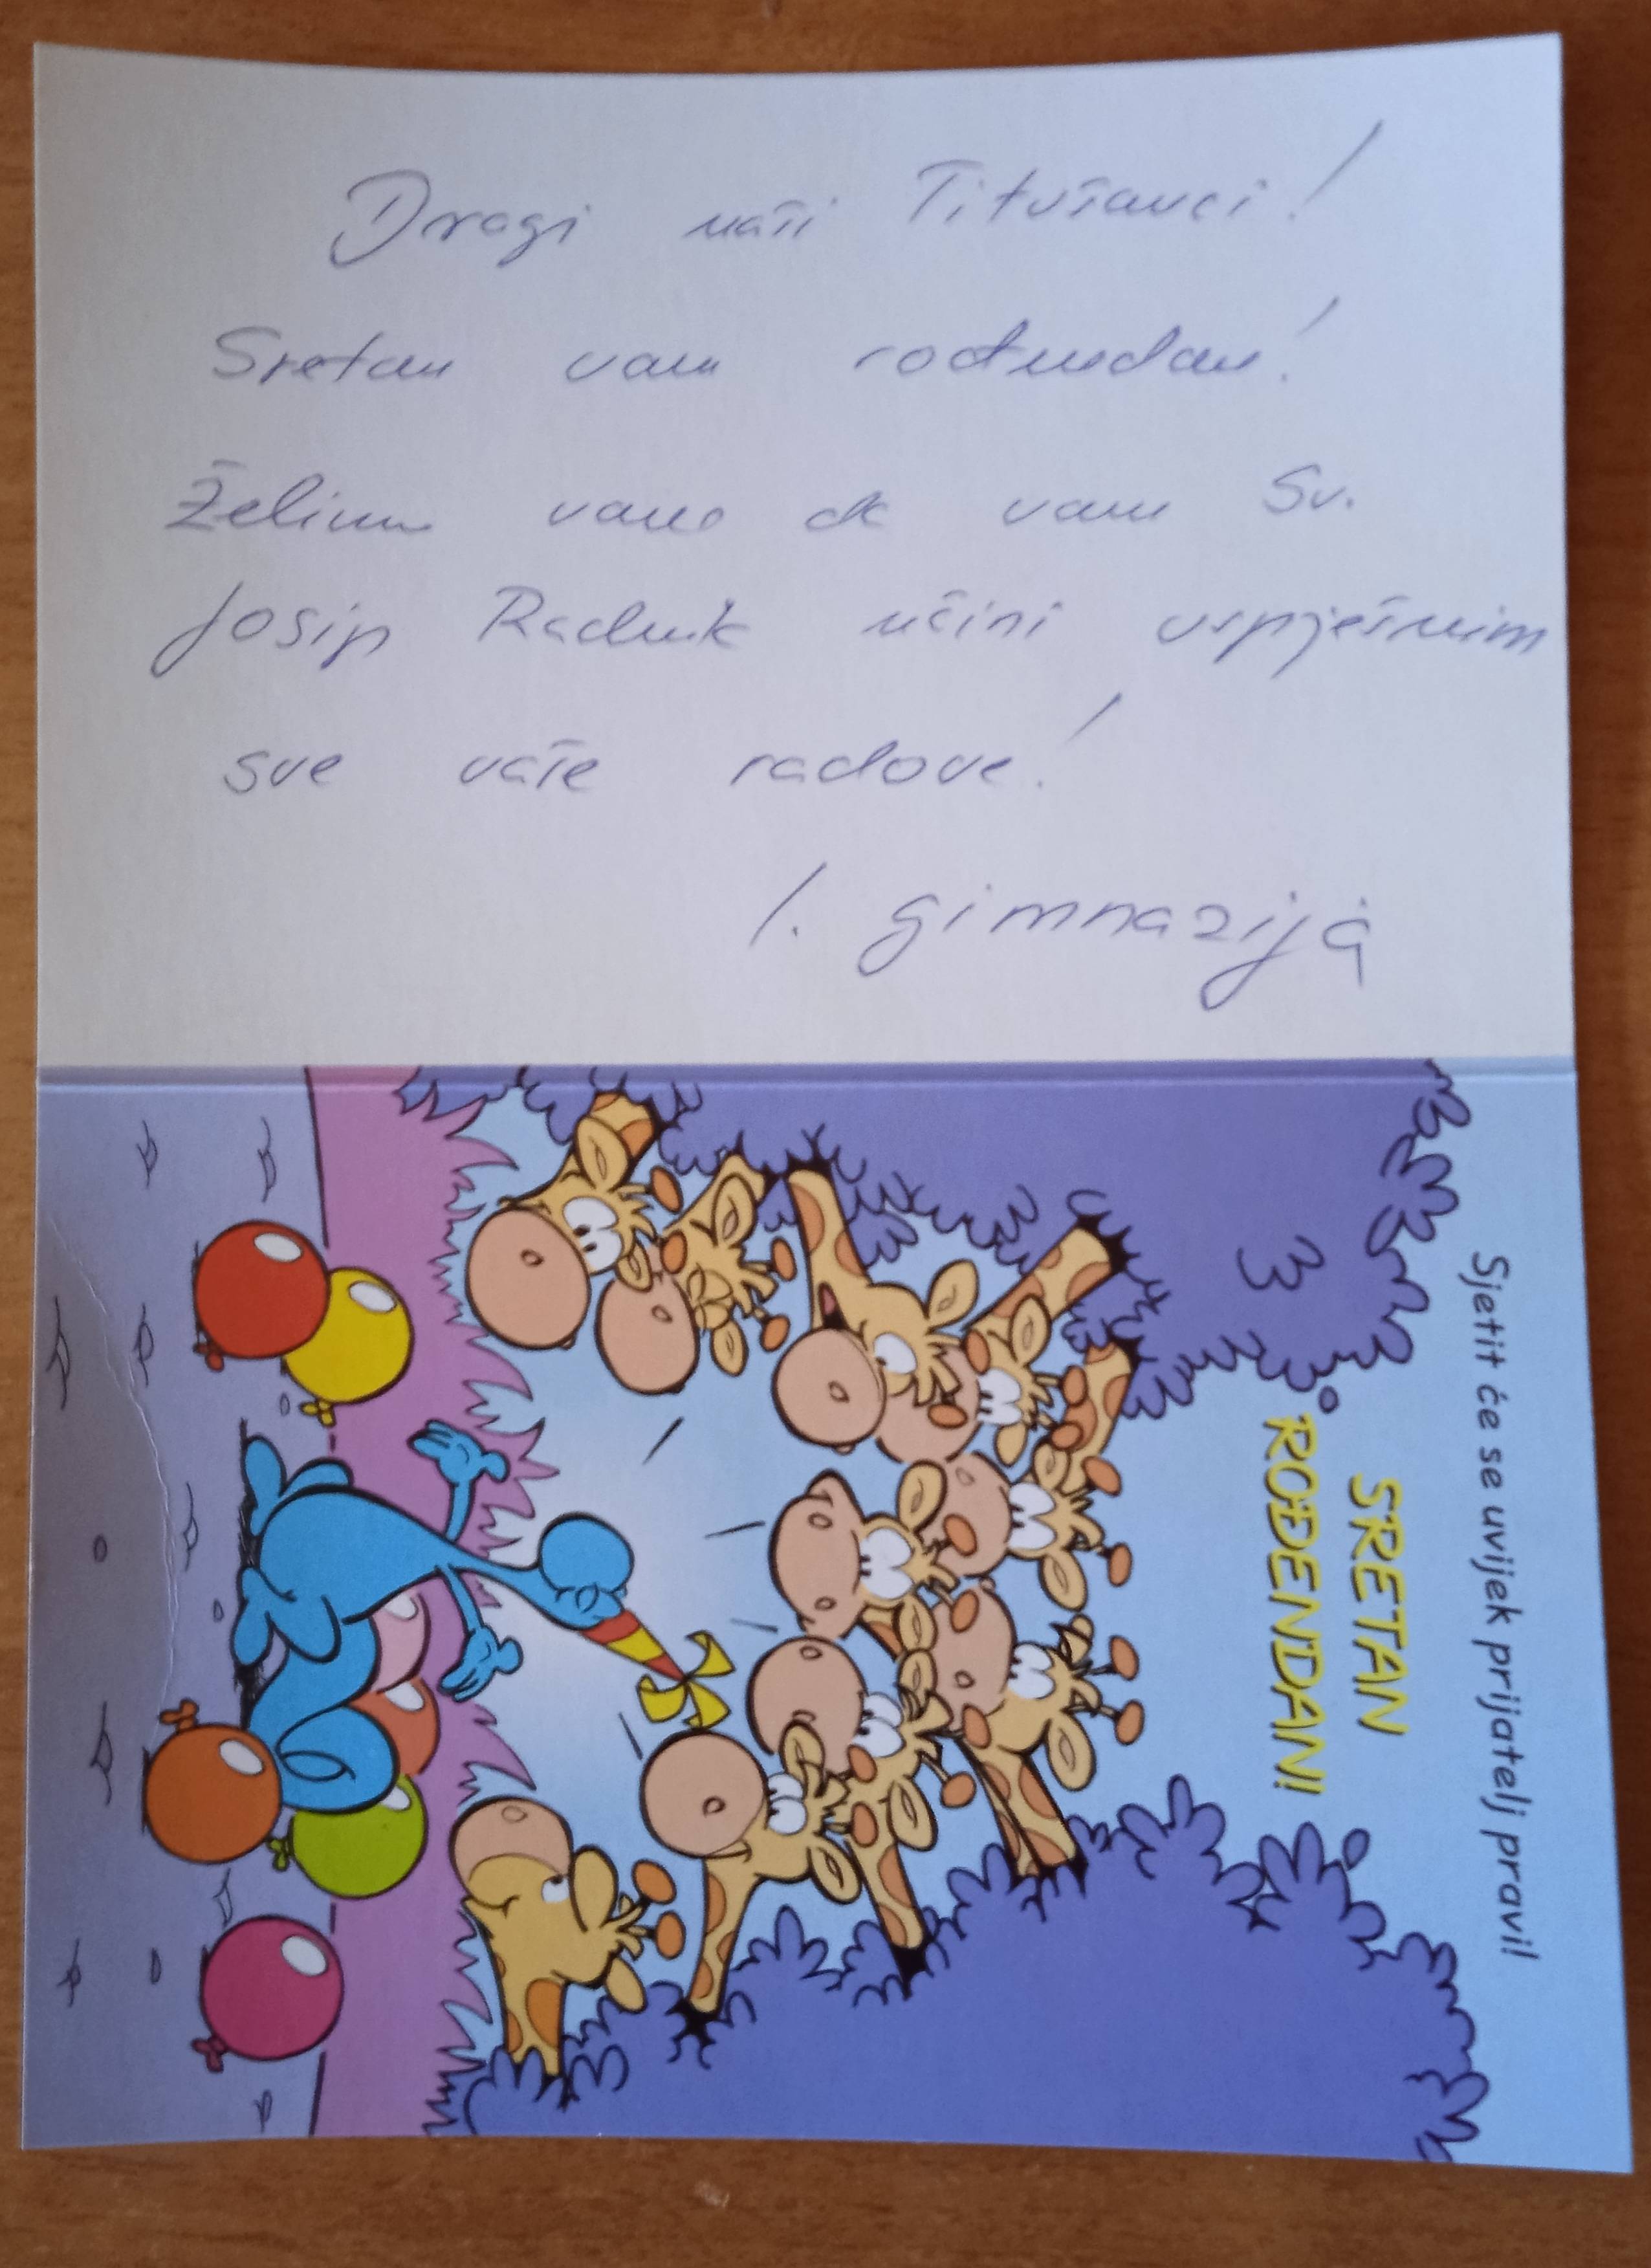 Dragi naši Titušanci!
Sretan vam rođendan!
Želimo vam da vam Sv.
Josip Radnik učini uspješnim
sve vaše radove!
1. gimnazija
Sjetit će se uvijek prijatelj pravi!
SRETAN
ROĐENDAN!